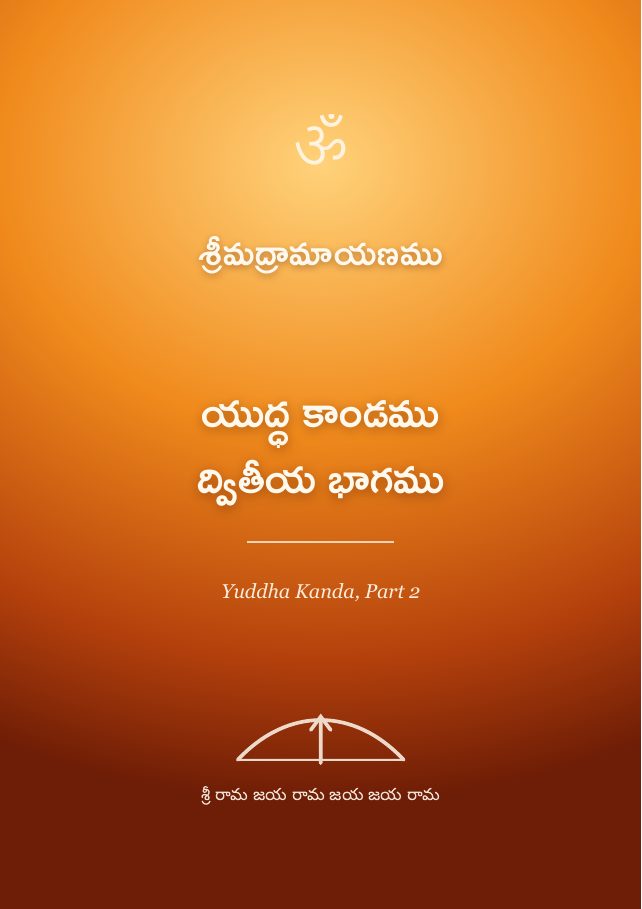 ॐ
శ్రీమద్రామాయణము
యుద్ధ కాండము
ద్వితీయ భాగము
Yuddha Kanda, Part 2
శ్రీ రామ జయ రామ జయ జయ రామ